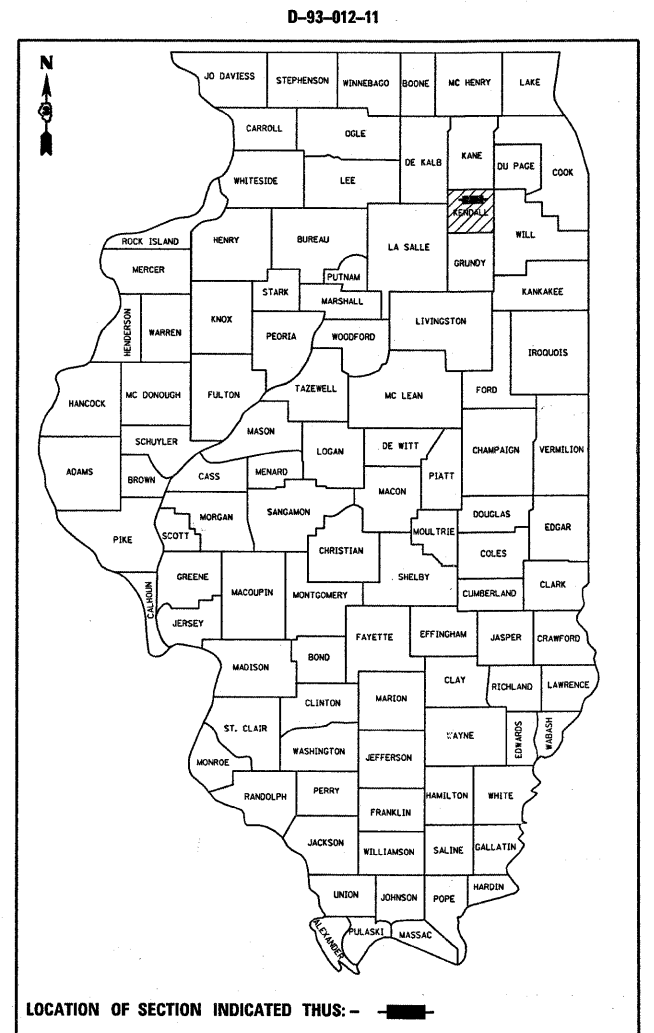 D-93-012-11
N
JO DAVIESS STEPHENSON WINNEBAGO BOONE MC HENRY LAKE
CARROLL OGLE
DE KALB KANE DU PAGE COOK
WHITESIDE LEE
KENDALL
ROCK ISLAND HENRY BUREAU LA SALLE WILL
MERCER PUTNAM GRUNDY
STARK MARSHALL KANKAKEE
HENDERSON WARREN KNOX PEORIA WOODFORD LIVINGSTON
IROQUOIS
HANCOCK MC DONOUGH FULTON TAZEWELL MC LEAN FORD
MASON
SCHUYLER LOGAN DE WITT CHAMPAIGN VERMILION
ADAMS BROWN CASS MENARD PIATT
MACON
MORGAN SANGAMON DOUGLAS
PIKE SCOTT MOULTRIE EDGAR
CHRISTIAN COLES
GREENE SHELBY
CALHOUN MACOUPIN MONTGOMERY CUMBERLAND CLARK
JERSEY
FAYETTE EFFINGHAM JASPER CRAWFORD
MADISON BOND
CLAY RICHLAND LAWRENCE
CLINTON MARION
ST. CLAIR WAYNE EDWARDS WABASH
WASHINGTON JEFFERSON
MONROE
RANDOLPH PERRY HAMILTON WHITE
FRANKLIN
JACKSON WILLIAMSON SALINE GALLATIN
HARDIN
UNION JOHNSON POPE
ALEXANDER PULASKI MASSAC
LOCATION OF SECTION INDICATED THUS: -